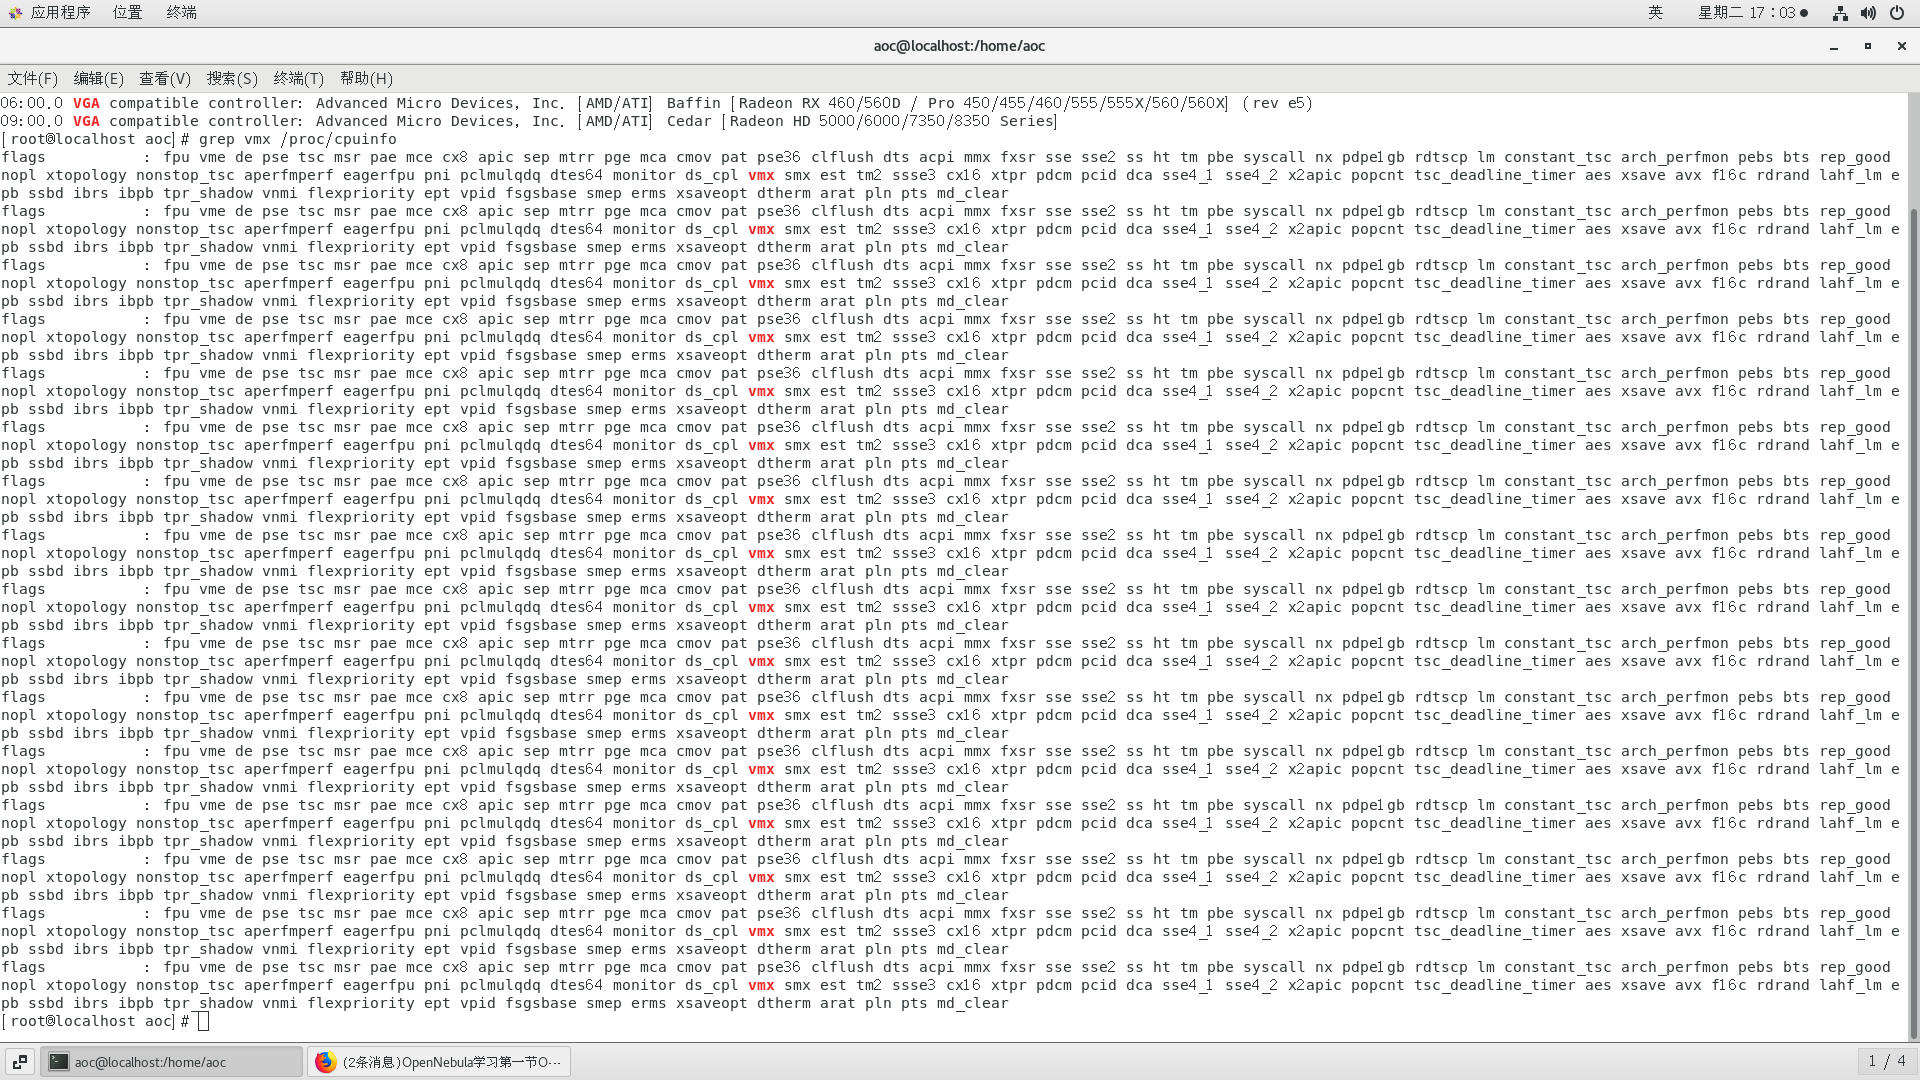 应用程序 位置 终端 英 星期二 17：03●
aoc@localhost:/home/aoc
文件(F) 编辑(E) 查看(V) 搜索(S) 终端(T) 帮助(H)
06:00.0 VGA compatible controller: Advanced Micro Devices, Inc. [AMD/ATI] Baffin [Radeon RX 460/560D / Pro 450/455/460/555/555X/560/560X] (rev e5)
09:00.0 VGA compatible controller: Advanced Micro Devices, Inc. [AMD/ATI] Cedar [Radeon HD 5000/6000/7350/8350 Series]
[root@localhost aoc]# grep vmx /proc/cpuinfo
flags : fpu vme de pse tsc msr pae mce cx8 apic sep mtrr pge mca cmov pat pse36 clflush dts acpi mmx fxsr sse sse2 ss ht tm pbe syscall nx pdpe1gb rdtscp lm constant_tsc arch_perfmon pebs bts rep_good
nopl xtopology nonstop_tsc aperfmperf eagerfpu pni pclmulqdq dtes64 monitor ds_cpl vmx smx est tm2 ssse3 cx16 xtpr pdcm pcid dca sse4_1 sse4_2 x2apic popcnt tsc_deadline_timer aes xsave avx f16c rdrand lahf_lm e
pb ssbd ibrs ibpb tpr_shadow vnmi flexpriority ept vpid fsgsbase smep erms xsaveopt dtherm arat pln pts md_clear
flags : fpu vme de pse tsc msr pae mce cx8 apic sep mtrr pge mca cmov pat pse36 clflush dts acpi mmx fxsr sse sse2 ss ht tm pbe syscall nx pdpe1gb rdtscp lm constant_tsc arch_perfmon pebs bts rep_good
nopl xtopology nonstop_tsc aperfmperf eagerfpu pni pclmulqdq dtes64 monitor ds_cpl vmx smx est tm2 ssse3 cx16 xtpr pdcm pcid dca sse4_1 sse4_2 x2apic popcnt tsc_deadline_timer aes xsave avx f16c rdrand lahf_lm e
pb ssbd ibrs ibpb tpr_shadow vnmi flexpriority ept vpid fsgsbase smep erms xsaveopt dtherm arat pln pts md_clear
flags : fpu vme de pse tsc msr pae mce cx8 apic sep mtrr pge mca cmov pat pse36 clflush dts acpi mmx fxsr sse sse2 ss ht tm pbe syscall nx pdpe1gb rdtscp lm constant_tsc arch_perfmon pebs bts rep_good
nopl xtopology nonstop_tsc aperfmperf eagerfpu pni pclmulqdq dtes64 monitor ds_cpl vmx smx est tm2 ssse3 cx16 xtpr pdcm pcid dca sse4_1 sse4_2 x2apic popcnt tsc_deadline_timer aes xsave avx f16c rdrand lahf_lm e
pb ssbd ibrs ibpb tpr_shadow vnmi flexpriority ept vpid fsgsbase smep erms xsaveopt dtherm arat pln pts md_clear
flags : fpu vme de pse tsc msr pae mce cx8 apic sep mtrr pge mca cmov pat pse36 clflush dts acpi mmx fxsr sse sse2 ss ht tm pbe syscall nx pdpe1gb rdtscp lm constant_tsc arch_perfmon pebs bts rep_good
nopl xtopology nonstop_tsc aperfmperf eagerfpu pni pclmulqdq dtes64 monitor ds_cpl vmx smx est tm2 ssse3 cx16 xtpr pdcm pcid dca sse4_1 sse4_2 x2apic popcnt tsc_deadline_timer aes xsave avx f16c rdrand lahf_lm e
pb ssbd ibrs ibpb tpr_shadow vnmi flexpriority ept vpid fsgsbase smep erms xsaveopt dtherm arat pln pts md_clear
flags : fpu vme de pse tsc msr pae mce cx8 apic sep mtrr pge mca cmov pat pse36 clflush dts acpi mmx fxsr sse sse2 ss ht tm pbe syscall nx pdpe1gb rdtscp lm constant_tsc arch_perfmon pebs bts rep_good
nopl xtopology nonstop_tsc aperfmperf eagerfpu pni pclmulqdq dtes64 monitor ds_cpl vmx smx est tm2 ssse3 cx16 xtpr pdcm pcid dca sse4_1 sse4_2 x2apic popcnt tsc_deadline_timer aes xsave avx f16c rdrand lahf_lm e
pb ssbd ibrs ibpb tpr_shadow vnmi flexpriority ept vpid fsgsbase smep erms xsaveopt dtherm arat pln pts md_clear
flags : fpu vme de pse tsc msr pae mce cx8 apic sep mtrr pge mca cmov pat pse36 clflush dts acpi mmx fxsr sse sse2 ss ht tm pbe syscall nx pdpe1gb rdtscp lm constant_tsc arch_perfmon pebs bts rep_good
nopl xtopology nonstop_tsc aperfmperf eagerfpu pni pclmulqdq dtes64 monitor ds_cpl vmx smx est tm2 ssse3 cx16 xtpr pdcm pcid dca sse4_1 sse4_2 x2apic popcnt tsc_deadline_timer aes xsave avx f16c rdrand lahf_lm e
pb ssbd ibrs ibpb tpr_shadow vnmi flexpriority ept vpid fsgsbase smep erms xsaveopt dtherm arat pln pts md_clear
flags : fpu vme de pse tsc msr pae mce cx8 apic sep mtrr pge mca cmov pat pse36 clflush dts acpi mmx fxsr sse sse2 ss ht tm pbe syscall nx pdpe1gb rdtscp lm constant_tsc arch_perfmon pebs bts rep_good
nopl xtopology nonstop_tsc aperfmperf eagerfpu pni pclmulqdq dtes64 monitor ds_cpl vmx smx est tm2 ssse3 cx16 xtpr pdcm pcid dca sse4_1 sse4_2 x2apic popcnt tsc_deadline_timer aes xsave avx f16c rdrand lahf_lm e
pb ssbd ibrs ibpb tpr_shadow vnmi flexpriority ept vpid fsgsbase smep erms xsaveopt dtherm arat pln pts md_clear
flags : fpu vme de pse tsc msr pae mce cx8 apic sep mtrr pge mca cmov pat pse36 clflush dts acpi mmx fxsr sse sse2 ss ht tm pbe syscall nx pdpe1gb rdtscp lm constant_tsc arch_perfmon pebs bts rep_good
nopl xtopology nonstop_tsc aperfmperf eagerfpu pni pclmulqdq dtes64 monitor ds_cpl vmx smx est tm2 ssse3 cx16 xtpr pdcm pcid dca sse4_1 sse4_2 x2apic popcnt tsc_deadline_timer aes xsave avx f16c rdrand lahf_lm e
pb ssbd ibrs ibpb tpr_shadow vnmi flexpriority ept vpid fsgsbase smep erms xsaveopt dtherm arat pln pts md_clear
flags : fpu vme de pse tsc msr pae mce cx8 apic sep mtrr pge mca cmov pat pse36 clflush dts acpi mmx fxsr sse sse2 ss ht tm pbe syscall nx pdpe1gb rdtscp lm constant_tsc arch_perfmon pebs bts rep_good
nopl xtopology nonstop_tsc aperfmperf eagerfpu pni pclmulqdq dtes64 monitor ds_cpl vmx smx est tm2 ssse3 cx16 xtpr pdcm pcid dca sse4_1 sse4_2 x2apic popcnt tsc_deadline_timer aes xsave avx f16c rdrand lahf_lm e
pb ssbd ibrs ibpb tpr_shadow vnmi flexpriority ept vpid fsgsbase smep erms xsaveopt dtherm arat pln pts md_clear
flags : fpu vme de pse tsc msr pae mce cx8 apic sep mtrr pge mca cmov pat pse36 clflush dts acpi mmx fxsr sse sse2 ss ht tm pbe syscall nx pdpe1gb rdtscp lm constant_tsc arch_perfmon pebs bts rep_good
nopl xtopology nonstop_tsc aperfmperf eagerfpu pni pclmulqdq dtes64 monitor ds_cpl vmx smx est tm2 ssse3 cx16 xtpr pdcm pcid dca sse4_1 sse4_2 x2apic popcnt tsc_deadline_timer aes xsave avx f16c rdrand lahf_lm e
pb ssbd ibrs ibpb tpr_shadow vnmi flexpriority ept vpid fsgsbase smep erms xsaveopt dtherm arat pln pts md_clear
flags : fpu vme de pse tsc msr pae mce cx8 apic sep mtrr pge mca cmov pat pse36 clflush dts acpi mmx fxsr sse sse2 ss ht tm pbe syscall nx pdpe1gb rdtscp lm constant_tsc arch_perfmon pebs bts rep_good
nopl xtopology nonstop_tsc aperfmperf eagerfpu pni pclmulqdq dtes64 monitor ds_cpl vmx smx est tm2 ssse3 cx16 xtpr pdcm pcid dca sse4_1 sse4_2 x2apic popcnt tsc_deadline_timer aes xsave avx f16c rdrand lahf_lm e
pb ssbd ibrs ibpb tpr_shadow vnmi flexpriority ept vpid fsgsbase smep erms xsaveopt dtherm arat pln pts md_clear
flags : fpu vme de pse tsc msr pae mce cx8 apic sep mtrr pge mca cmov pat pse36 clflush dts acpi mmx fxsr sse sse2 ss ht tm pbe syscall nx pdpe1gb rdtscp lm constant_tsc arch_perfmon pebs bts rep_good
nopl xtopology nonstop_tsc aperfmperf eagerfpu pni pclmulqdq dtes64 monitor ds_cpl vmx smx est tm2 ssse3 cx16 xtpr pdcm pcid dca sse4_1 sse4_2 x2apic popcnt tsc_deadline_timer aes xsave avx f16c rdrand lahf_lm e
pb ssbd ibrs ibpb tpr_shadow vnmi flexpriority ept vpid fsgsbase smep erms xsaveopt dtherm arat pln pts md_clear
flags : fpu vme de pse tsc msr pae mce cx8 apic sep mtrr pge mca cmov pat pse36 clflush dts acpi mmx fxsr sse sse2 ss ht tm pbe syscall nx pdpe1gb rdtscp lm constant_tsc arch_perfmon pebs bts rep_good
nopl xtopology nonstop_tsc aperfmperf eagerfpu pni pclmulqdq dtes64 monitor ds_cpl vmx smx est tm2 ssse3 cx16 xtpr pdcm pcid dca sse4_1 sse4_2 x2apic popcnt tsc_deadline_timer aes xsave avx f16c rdrand lahf_lm e
pb ssbd ibrs ibpb tpr_shadow vnmi flexpriority ept vpid fsgsbase smep erms xsaveopt dtherm arat pln pts md_clear
flags : fpu vme de pse tsc msr pae mce cx8 apic sep mtrr pge mca cmov pat pse36 clflush dts acpi mmx fxsr sse sse2 ss ht tm pbe syscall nx pdpe1gb rdtscp lm constant_tsc arch_perfmon pebs bts rep_good
nopl xtopology nonstop_tsc aperfmperf eagerfpu pni pclmulqdq dtes64 monitor ds_cpl vmx smx est tm2 ssse3 cx16 xtpr pdcm pcid dca sse4_1 sse4_2 x2apic popcnt tsc_deadline_timer aes xsave avx f16c rdrand lahf_lm e
pb ssbd ibrs ibpb tpr_shadow vnmi flexpriority ept vpid fsgsbase smep erms xsaveopt dtherm arat pln pts md_clear
flags : fpu vme de pse tsc msr pae mce cx8 apic sep mtrr pge mca cmov pat pse36 clflush dts acpi mmx fxsr sse sse2 ss ht tm pbe syscall nx pdpe1gb rdtscp lm constant_tsc arch_perfmon pebs bts rep_good
nopl xtopology nonstop_tsc aperfmperf eagerfpu pni pclmulqdq dtes64 monitor ds_cpl vmx smx est tm2 ssse3 cx16 xtpr pdcm pcid dca sse4_1 sse4_2 x2apic popcnt tsc_deadline_timer aes xsave avx f16c rdrand lahf_lm e
pb ssbd ibrs ibpb tpr_shadow vnmi flexpriority ept vpid fsgsbase smep erms xsaveopt dtherm arat pln pts md_clear
flags : fpu vme de pse tsc msr pae mce cx8 apic sep mtrr pge mca cmov pat pse36 clflush dts acpi mmx fxsr sse sse2 ss ht tm pbe syscall nx pdpe1gb rdtscp lm constant_tsc arch_perfmon pebs bts rep_good
nopl xtopology nonstop_tsc aperfmperf eagerfpu pni pclmulqdq dtes64 monitor ds_cpl vmx smx est tm2 ssse3 cx16 xtpr pdcm pcid dca sse4_1 sse4_2 x2apic popcnt tsc_deadline_timer aes xsave avx f16c rdrand lahf_lm e
pb ssbd ibrs ibpb tpr_shadow vnmi flexpriority ept vpid fsgsbase smep erms xsaveopt dtherm arat pln pts md_clear
[root@localhost aoc]#
aoc@localhost:/home/aoc (2条消息)OpenNebula学习第一节O··· 1 / 4